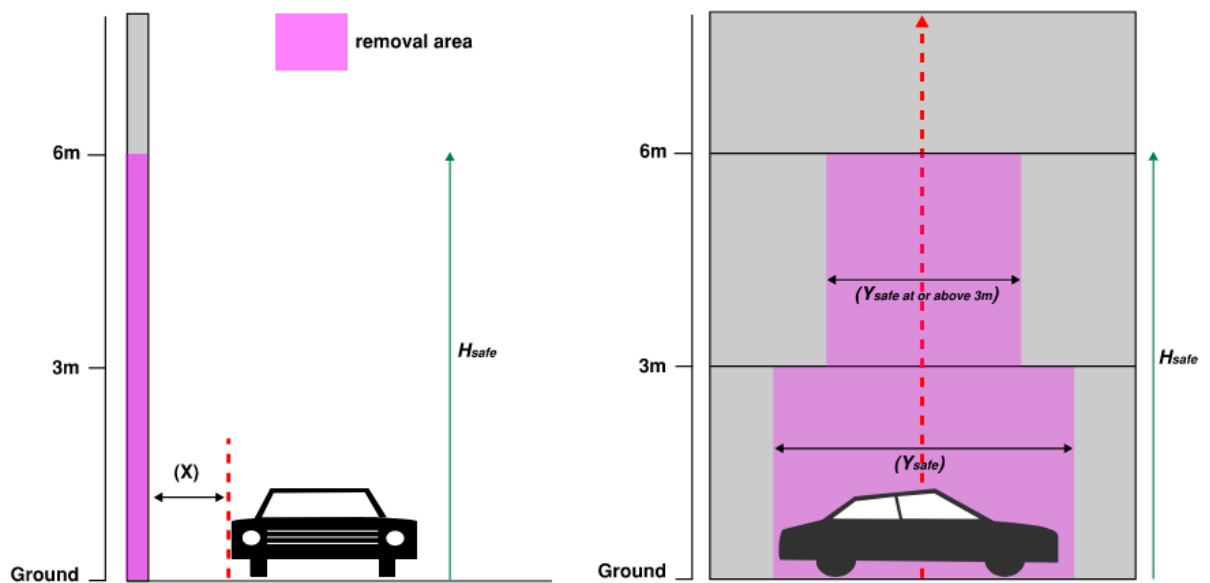 removal area
6m
3m
Ground
(X)
Hsafe
6m
3m
Ground
(Ysafe at or above 3m)
(Ysafe)
Hsafe